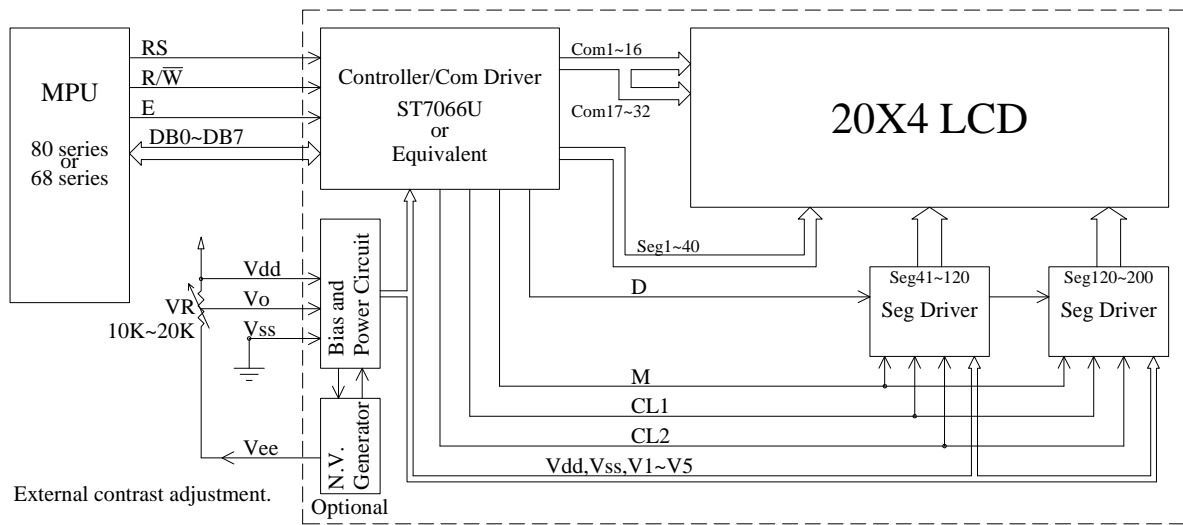 MPU
80 series
or
68 series
RS
R/W̅
E
DB0~DB7
Controller/Com Driver
ST7066U
or
Equivalent
Com1~16
Com17~32
20X4 LCD
Seg1~40
D
Seg41~120
Seg Driver
Seg120~200
Seg Driver
Vdd
Vo
Vss
VR
10K~20K
Bias and
Power Circuit
M
CL1
CL2
Vdd,Vss,V1~V5
N.V.
Generator
Vee
Optional
External contrast adjustment.